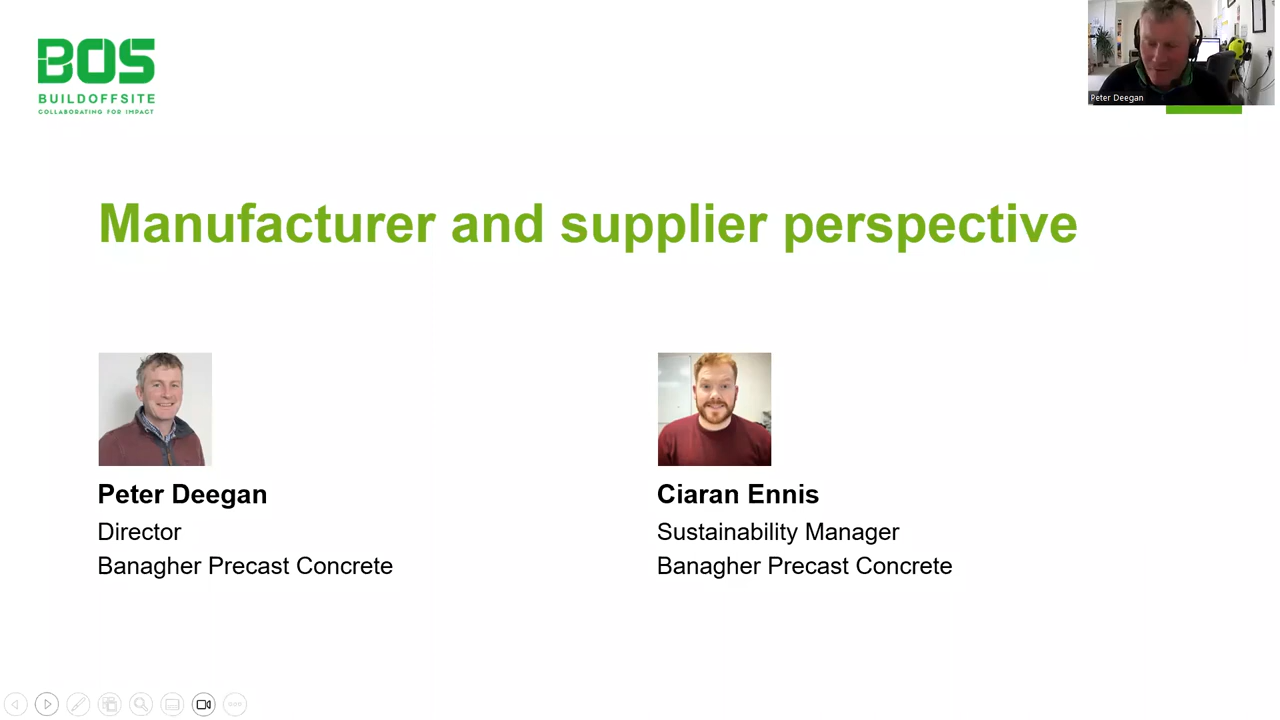 BOS
BUILDOFFSITE
COLLABORATING FOR IMPACT
Peter Deegan
Manufacturer and supplier perspective
Peter Deegan
Director
Banagher Precast Concrete
Ciaran Ennis
Sustainability Manager
Banagher Precast Concrete